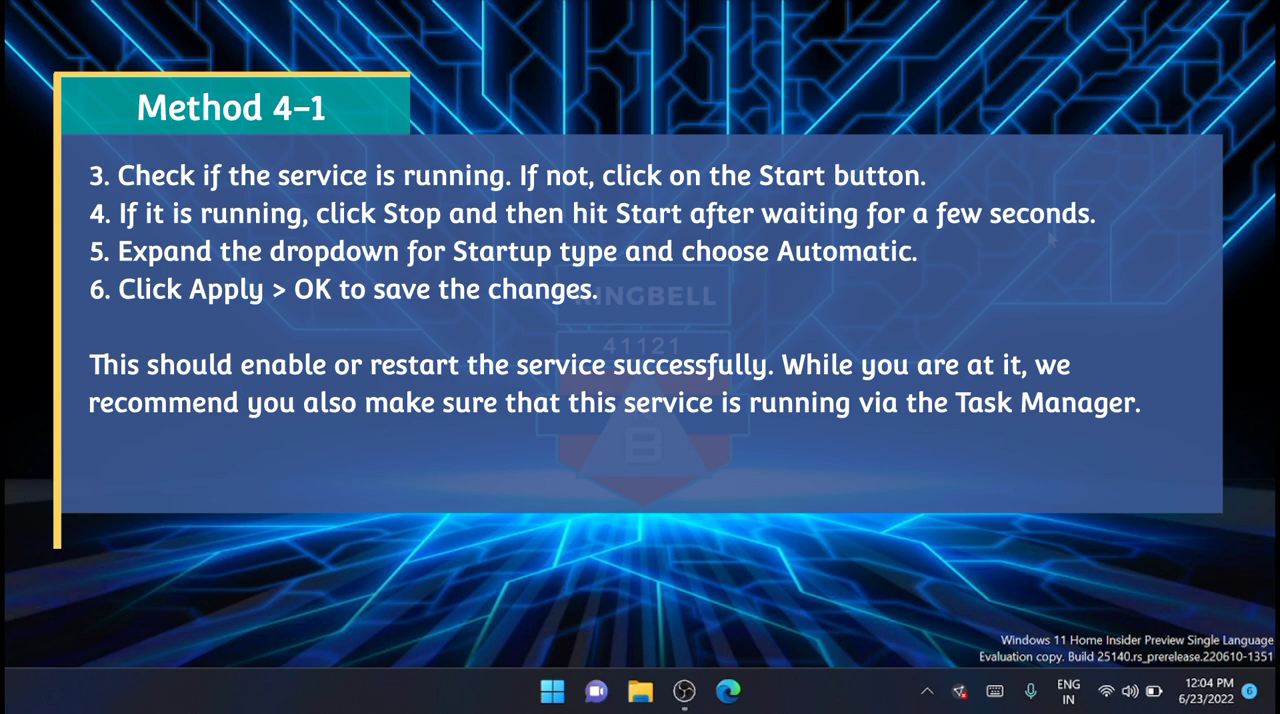 Method 4-1
3. Check if the service is running. If not, click on the Start button.
4. If it is running, click Stop and then hit Start after waiting for a few seconds.
5. Expand the dropdown for Startup type and choose Automatic.
6. Click Apply > OK to save the changes.
KINGBELL
41121
This should enable or restart the service successfully. While you are at it, we
recommend you also make sure that this service is running via the Task Manager.
B
Windows 11 Home Insider Preview Single Language
Evaluation copy. Build 25140.rs_prerelease.220610-1351
ENG
IN
12:04 PM
6/23/2022
6